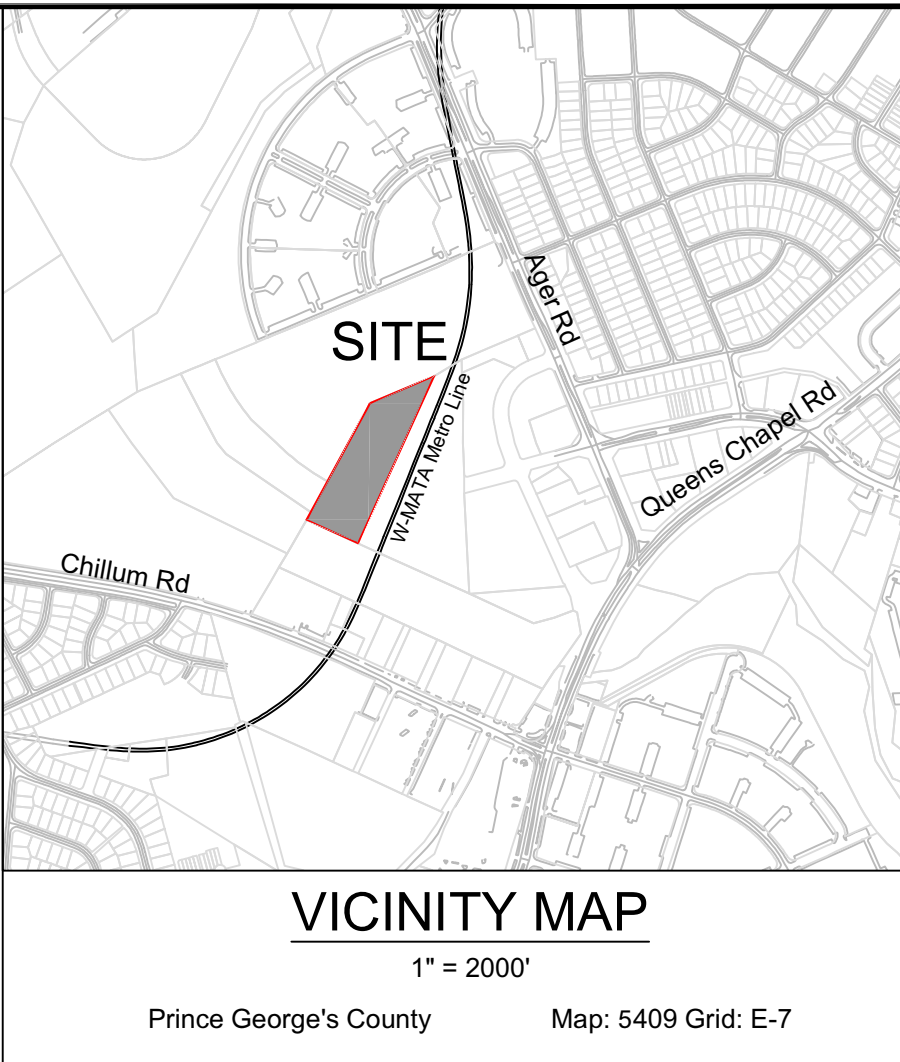 Ager Rd
SITE
W-MATA Metro Line
Queens Chapel Rd
Chillum Rd
VICINITY MAP
1" = 2000'
Prince George's County Map: 5409 Grid: E-7